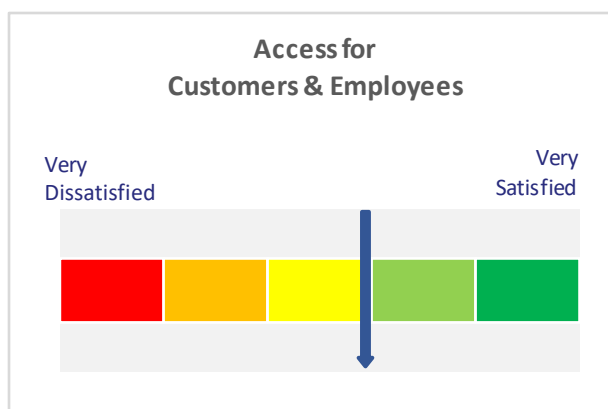 Access for
Customers & Employees
Very
Dissatisfied
Very
Satisfied